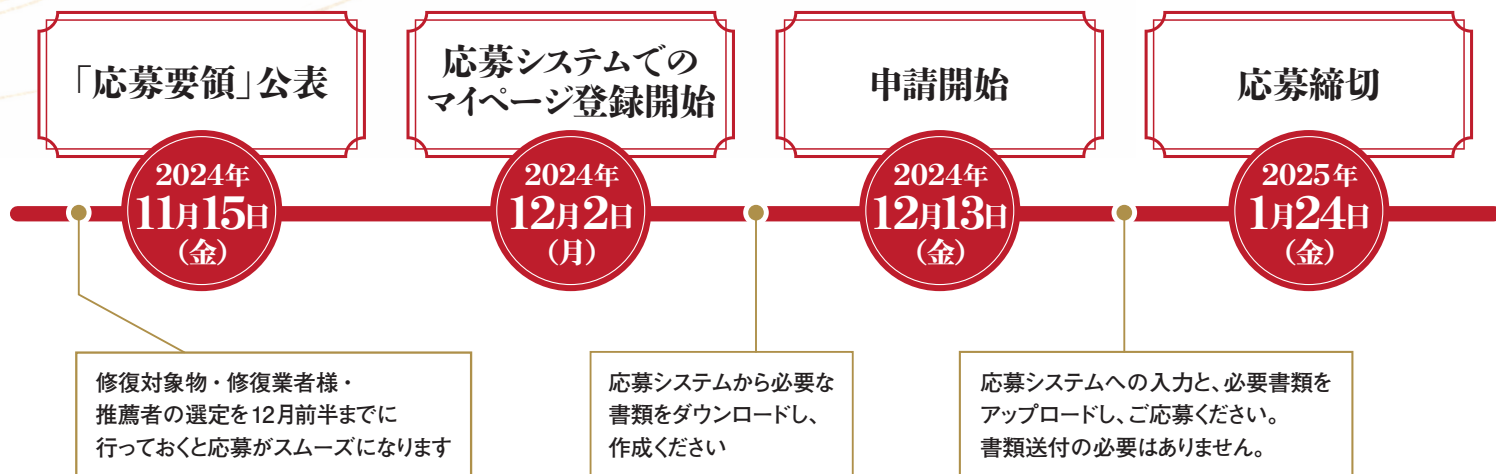 「応募要領」公表
2024年
11月15日
（金）
応募システムでの
マイページ登録開始
2024年
12月2日
（月）
申請開始
2024年
12月13日
（金）
応募締切
2025年
1月24日
（金）
修復対象物・修復業者様・
推薦者の選定を12月前半までに
行っておくと応募がスムーズになります
応募システムから必要な
書類をダウンロードし、
作成ください
応募システムへの入力と、必要書類を
アップロードし、ご応募ください。
書類送付の必要はありません。